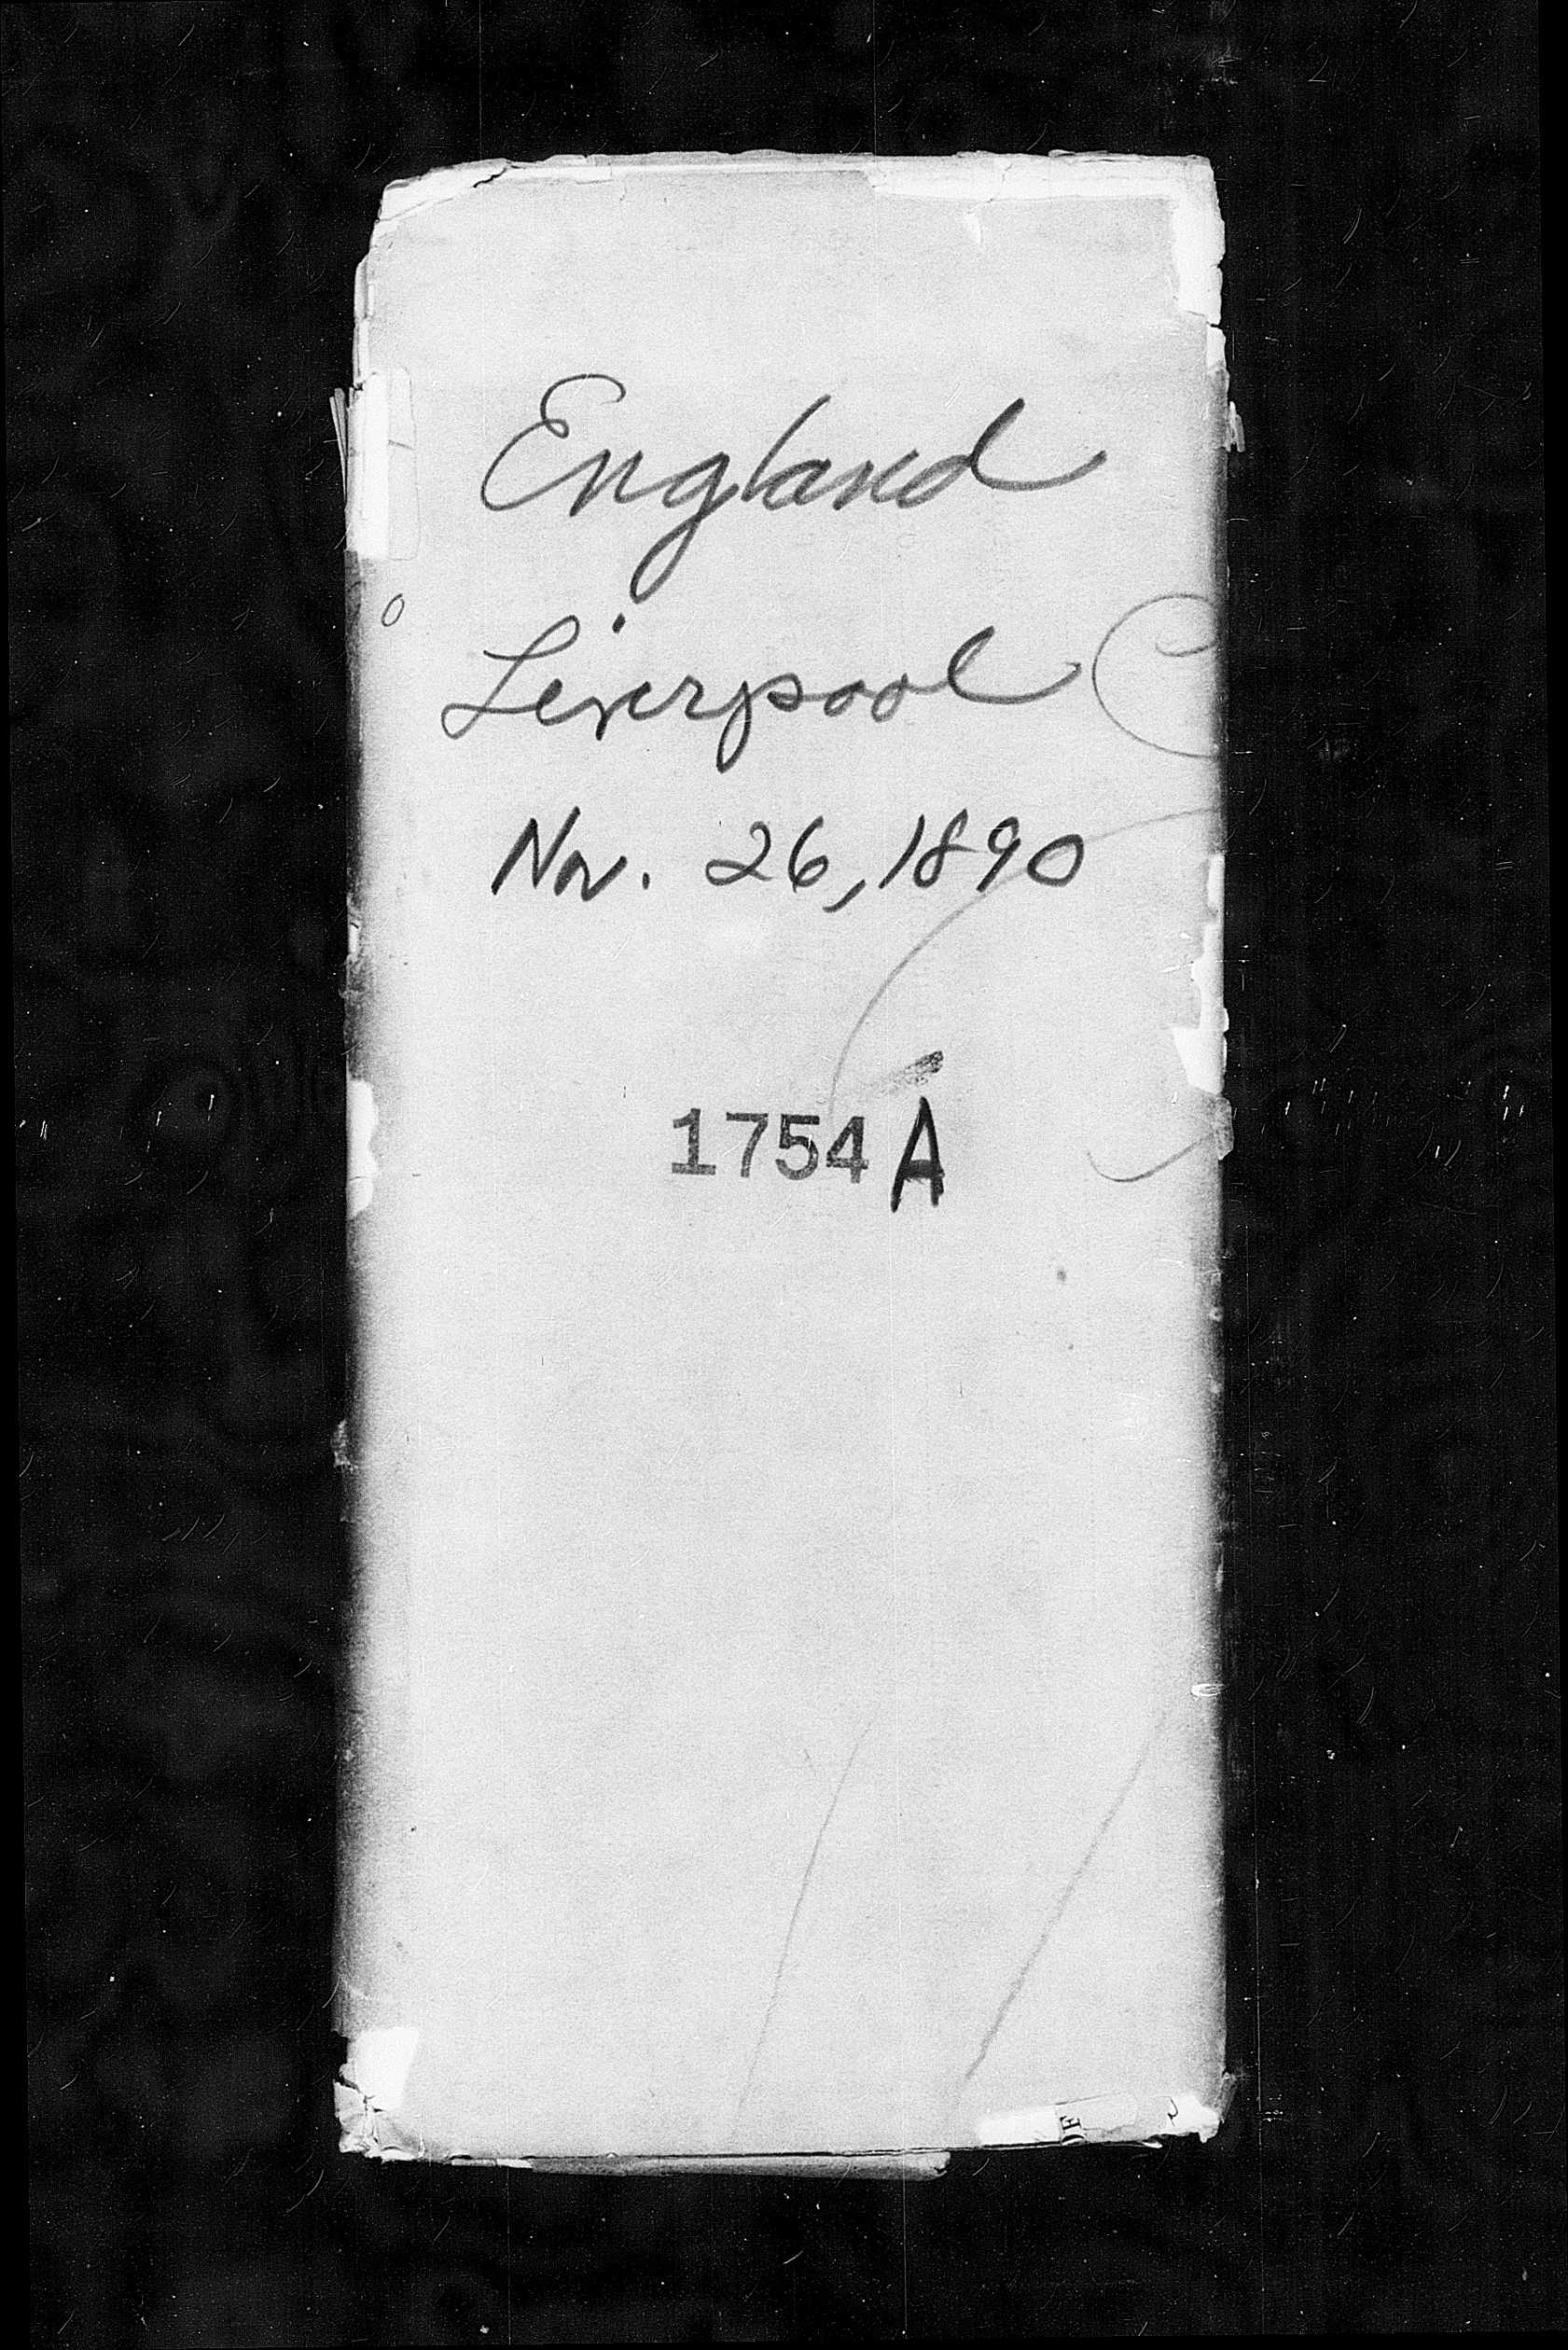 England
Liverpool
Nov. 26, 1890
1754 A